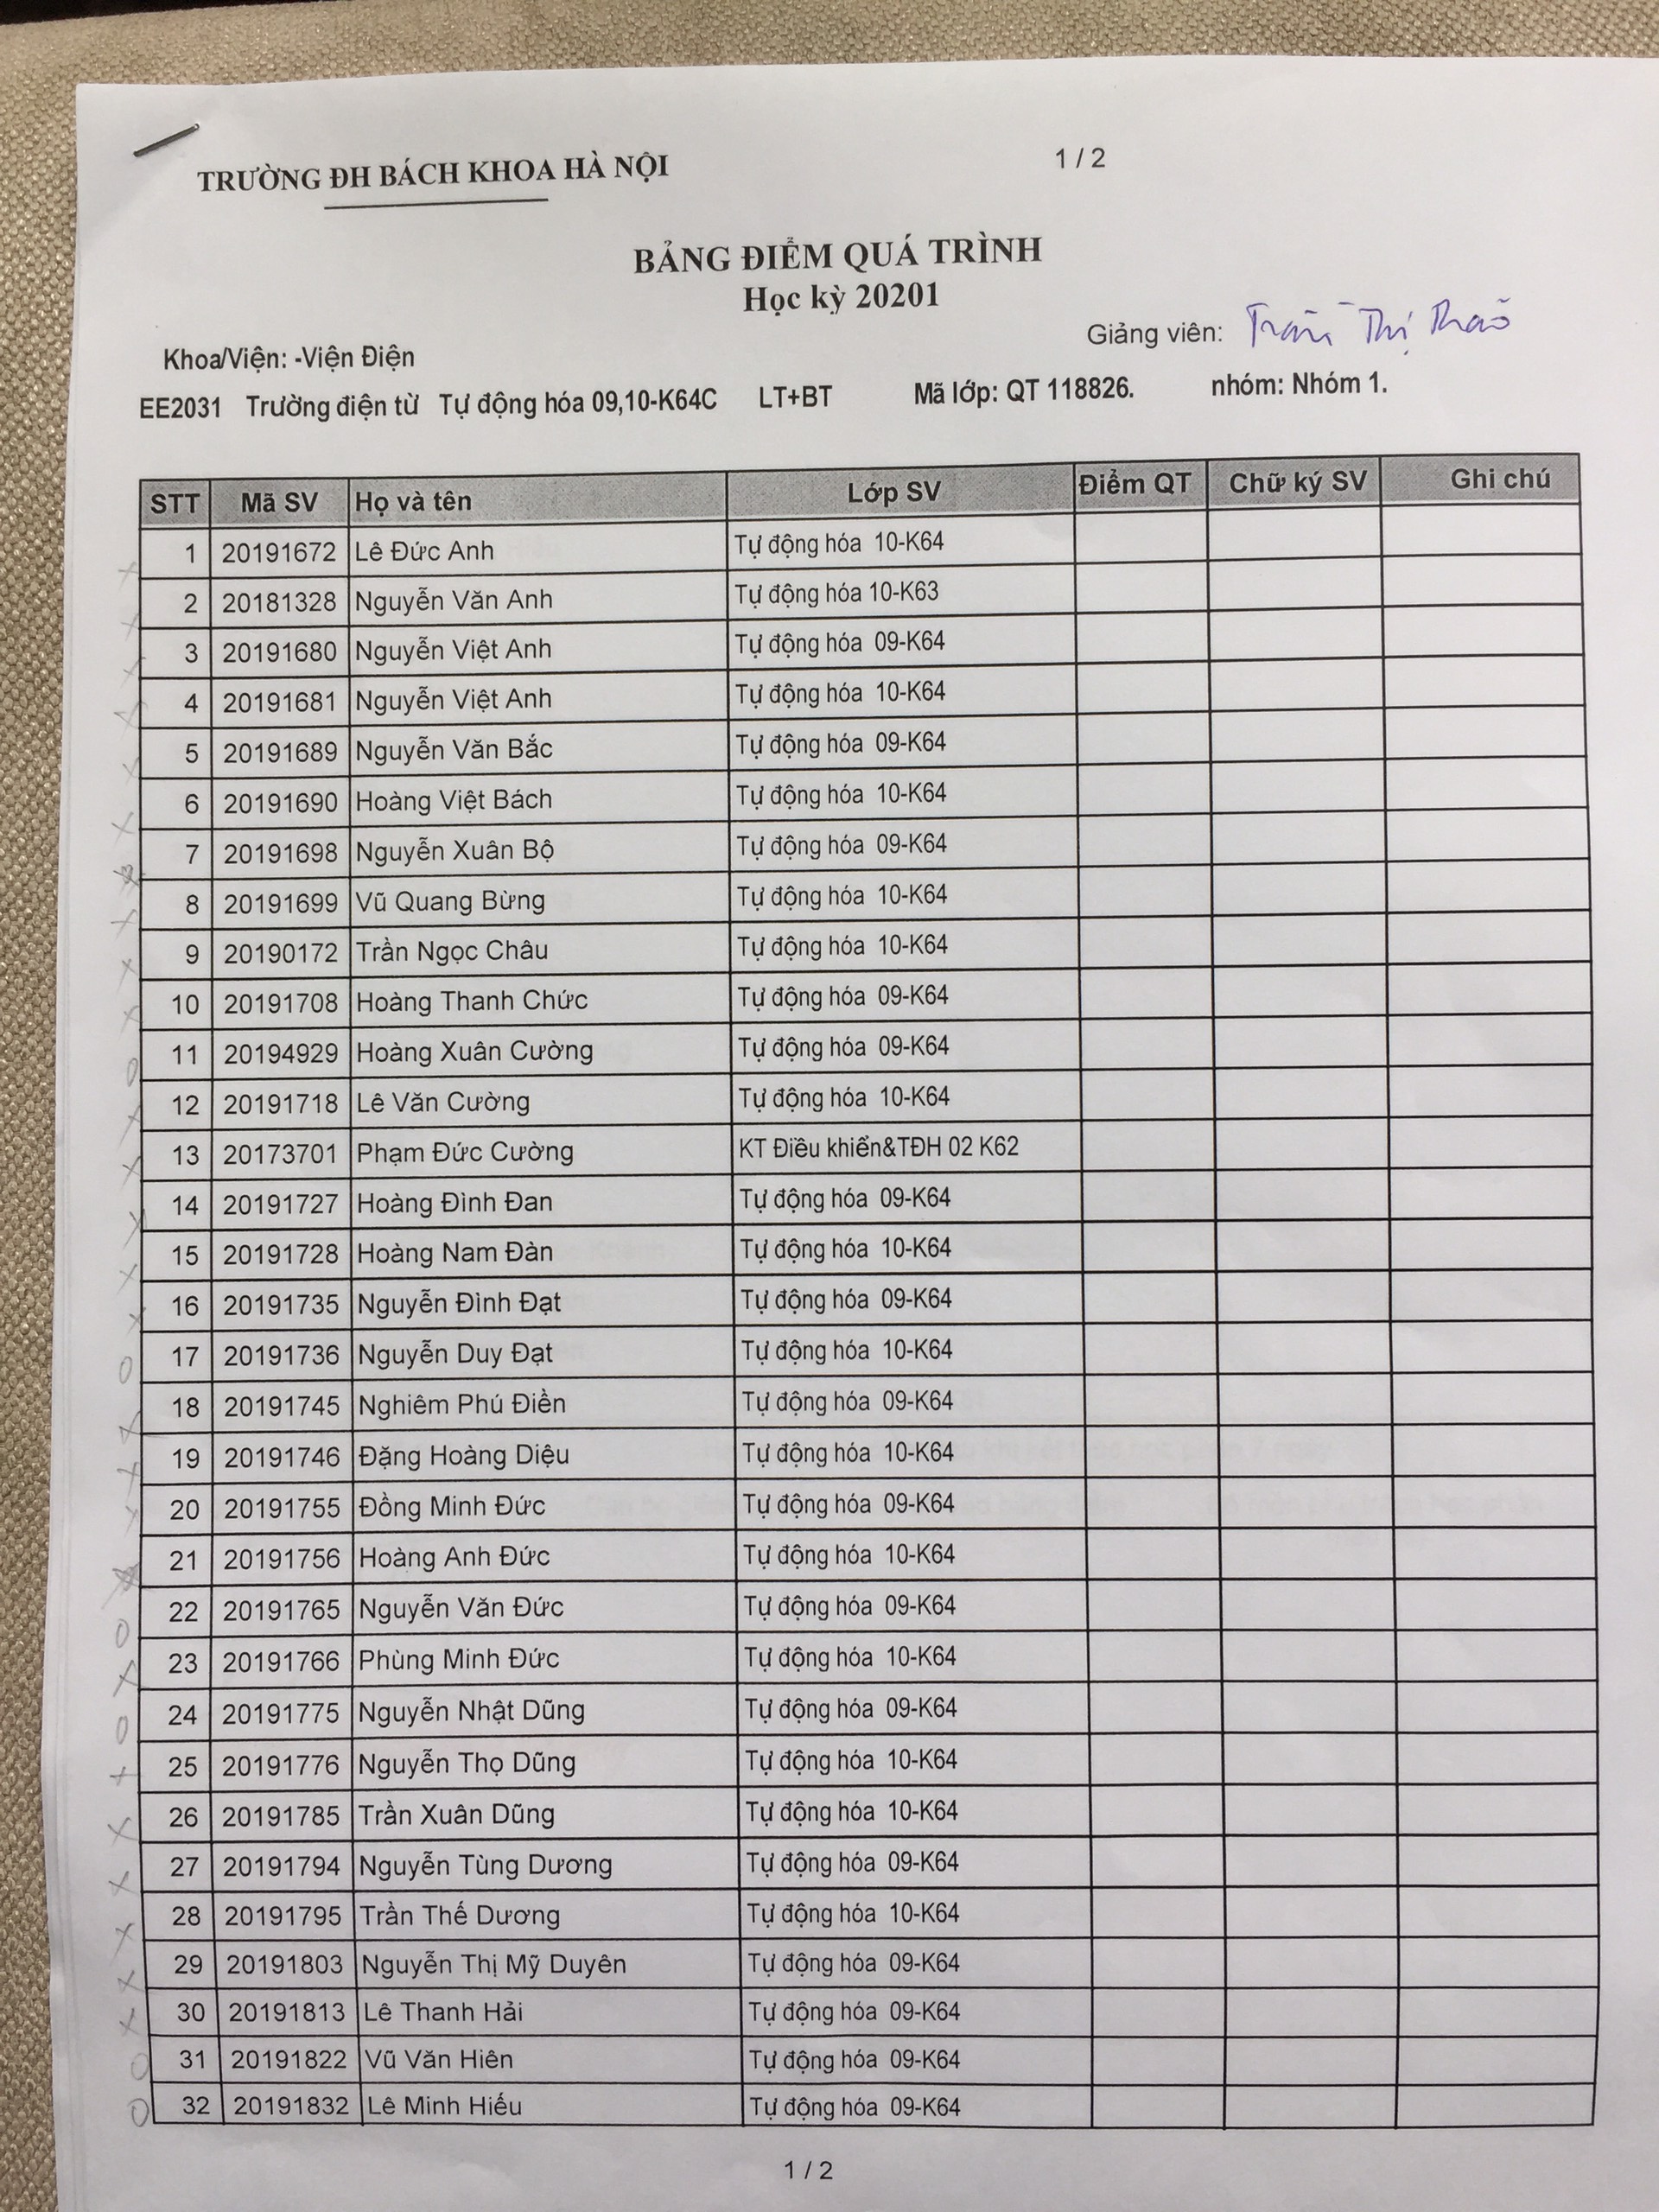 TRƯỜNG ĐH BÁCH KHOA HÀ NỘI
1 / 2
BẢNG ĐIỂM QUÁ TRÌNH
Học kỳ 20201
Giảng viên: Trần Thị Thảo
Khoa/Viện: -Viện Điện
EE2031 Trường điện từ Tự động hóa 09,10-K64C LT+BT Mã lớp: QT 118826. nhóm: Nhóm 1.
STT Mã SV Họ và tên Lớp SV Điểm QT Chữ ký SV Ghi chú
x 1 20191672 Lê Đức Anh Tự động hóa 10-K64
x 2 20181328 Nguyễn Văn Anh Tự động hóa 10-K63
x 3 20191680 Nguyễn Việt Anh Tự động hóa 09-K64
x 4 20191681 Nguyễn Việt Anh Tự động hóa 10-K64
x 5 20191689 Nguyễn Văn Bắc Tự động hóa 09-K64
x 6 20191690 Hoàng Việt Bách Tự động hóa 10-K64
7 20191698 Nguyễn Xuân Bộ Tự động hóa 09-K64
x 8 20191699 Vũ Quang Bừng Tự động hóa 10-K64
x 9 20190172 Trần Ngọc Châu Tự động hóa 10-K64
x 10 20191708 Hoàng Thanh Chức Tự động hóa 09-K64
0 11 20194929 Hoàng Xuân Cường Tự động hóa 09-K64
x 12 20191718 Lê Văn Cường Tự động hóa 10-K64
x 13 20173701 Phạm Đức Cường KT Điều khiển&TĐH 02 K62
x 14 20191727 Hoàng Đình Đan Tự động hóa 09-K64
x 15 20191728 Hoàng Nam Đàn Tự động hóa 10-K64
x 16 20191735 Nguyễn Đình Đạt Tự động hóa 09-K64
0 17 20191736 Nguyễn Duy Đạt Tự động hóa 10-K64
x 18 20191745 Nghiêm Phú Điền Tự động hóa 09-K64
x 19 20191746 Đặng Hoàng Diệu Tự động hóa 10-K64
x 20 20191755 Đồng Minh Đức Tự động hóa 09-K64
21 20191756 Hoàng Anh Đức Tự động hóa 10-K64
0 22 20191765 Nguyễn Văn Đức Tự động hóa 09-K64
x 23 20191766 Phùng Minh Đức Tự động hóa 10-K64
0 24 20191775 Nguyễn Nhật Dũng Tự động hóa 09-K64
x 25 20191776 Nguyễn Thọ Dũng Tự động hóa 10-K64
x 26 20191785 Trần Xuân Dũng Tự động hóa 10-K64
x 27 20191794 Nguyễn Tùng Dương Tự động hóa 09-K64
x 28 20191795 Trần Thế Dương Tự động hóa 10-K64
x 29 20191803 Nguyễn Thị Mỹ Duyên Tự động hóa 09-K64
x 30 20191813 Lê Thanh Hải Tự động hóa 09-K64
0 31 20191822 Vũ Văn Hiên Tự động hóa 09-K64
0 32 20191832 Lê Minh Hiếu Tự động hóa 09-K64
1 / 2